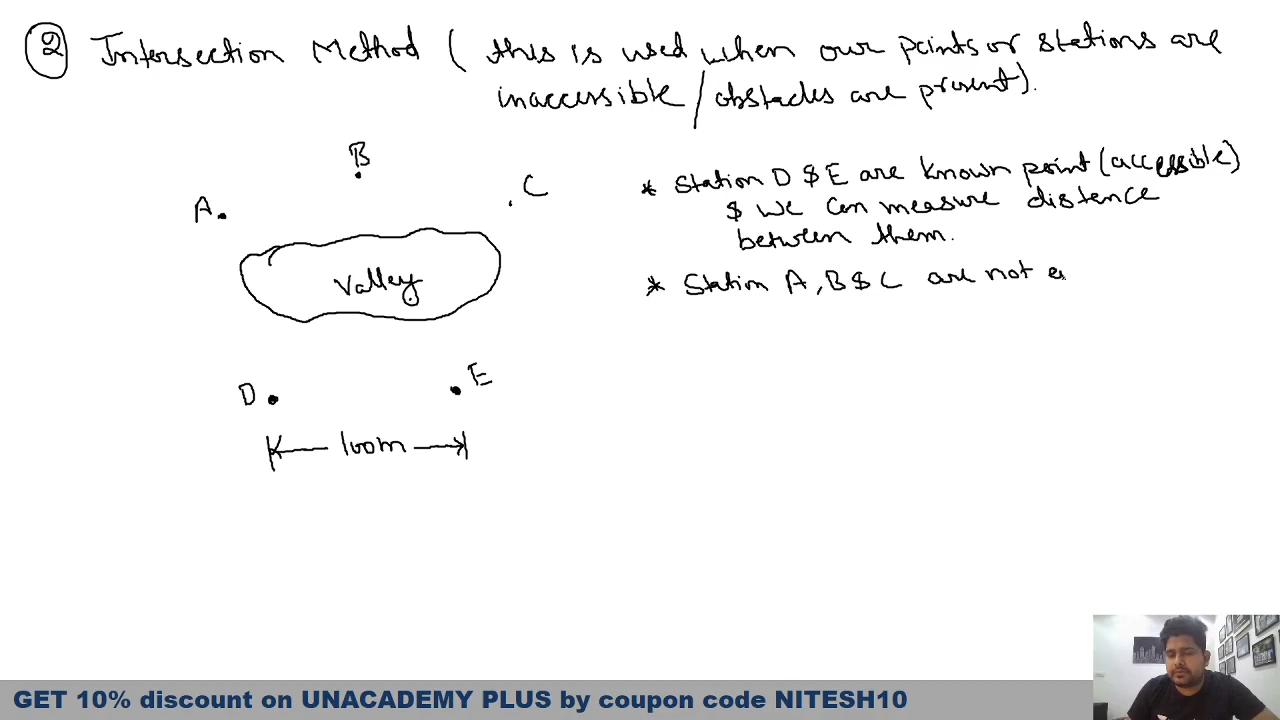 2 Intersection Method ( this is used when our points or stations are
inaccessible / obstacles are present).
B
A
C
Valley
D
E
100m
* Station D & E are known point (accessible)
& we can measure distence
between them.
* Station A, B & C are not
GET 10% discount on UNACADEMY PLUS by coupon code NITESH10